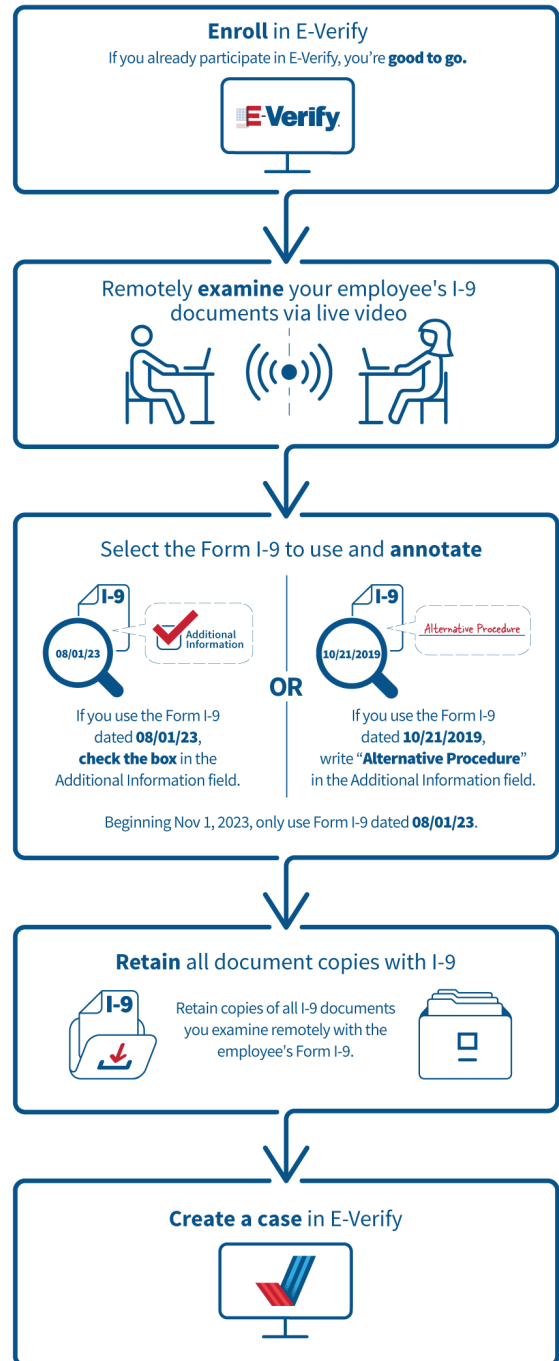 Enroll in E-Verify
If you already participate in E-Verify, you're good to go.
E-Verify
Remotely examine your employee's I-9
documents via live video
Select the Form I-9 to use and annotate
I-9
08/01/23
Additional
Information
If you use the Form I-9
dated 08/01/23,
check the box in the
Additional Information field.
OR
I-9
10/21/2019
Alternative Procedure
If you use the Form I-9
dated 10/21/2019,
write “Alternative Procedure”
in the Additional Information field.
Beginning Nov 1, 2023, only use Form I-9 dated 08/01/23.
Retain all document copies with I-9
I-9
Retain copies of all I-9 documents
you examine remotely with the
employee's Form I-9.
Create a case in E-Verify